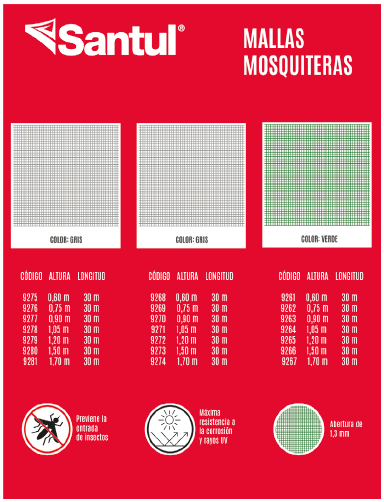 Santul®
MALLAS
MOSQUITERAS
COLOR: GRIS
COLOR: GRIS
COLOR: VERDE
CÓDIGO ALTURA LONGITUD
9275 0,60 m 30 m
9276 0,75 m 30 m
9277 0,90 m 30 m
9278 1,05 m 30 m
9279 1,20 m 30 m
9280 1,50 m 30 m
9281 1,70 m 30 m
CÓDIGO ALTURA LONGITUD
9268 0,60 m 30 m
9269 0,75 m 30 m
9270 0,90 m 30 m
9271 1,05 m 30 m
9272 1,20 m 30 m
9273 1,50 m 30 m
9274 1,70 m 30 m
CÓDIGO ALTURA LONGITUD
9261 0,60 m 30 m
9262 0,75 m 30 m
9263 0,90 m 30 m
9264 1,05 m 30 m
9265 1,20 m 30 m
9266 1,50 m 30 m
9267 1,70 m 30 m
Previene la
entrada
de insectos
Máxima
resistencia a
la corrosión
y rayos UV
Abertura de
1,3 mm